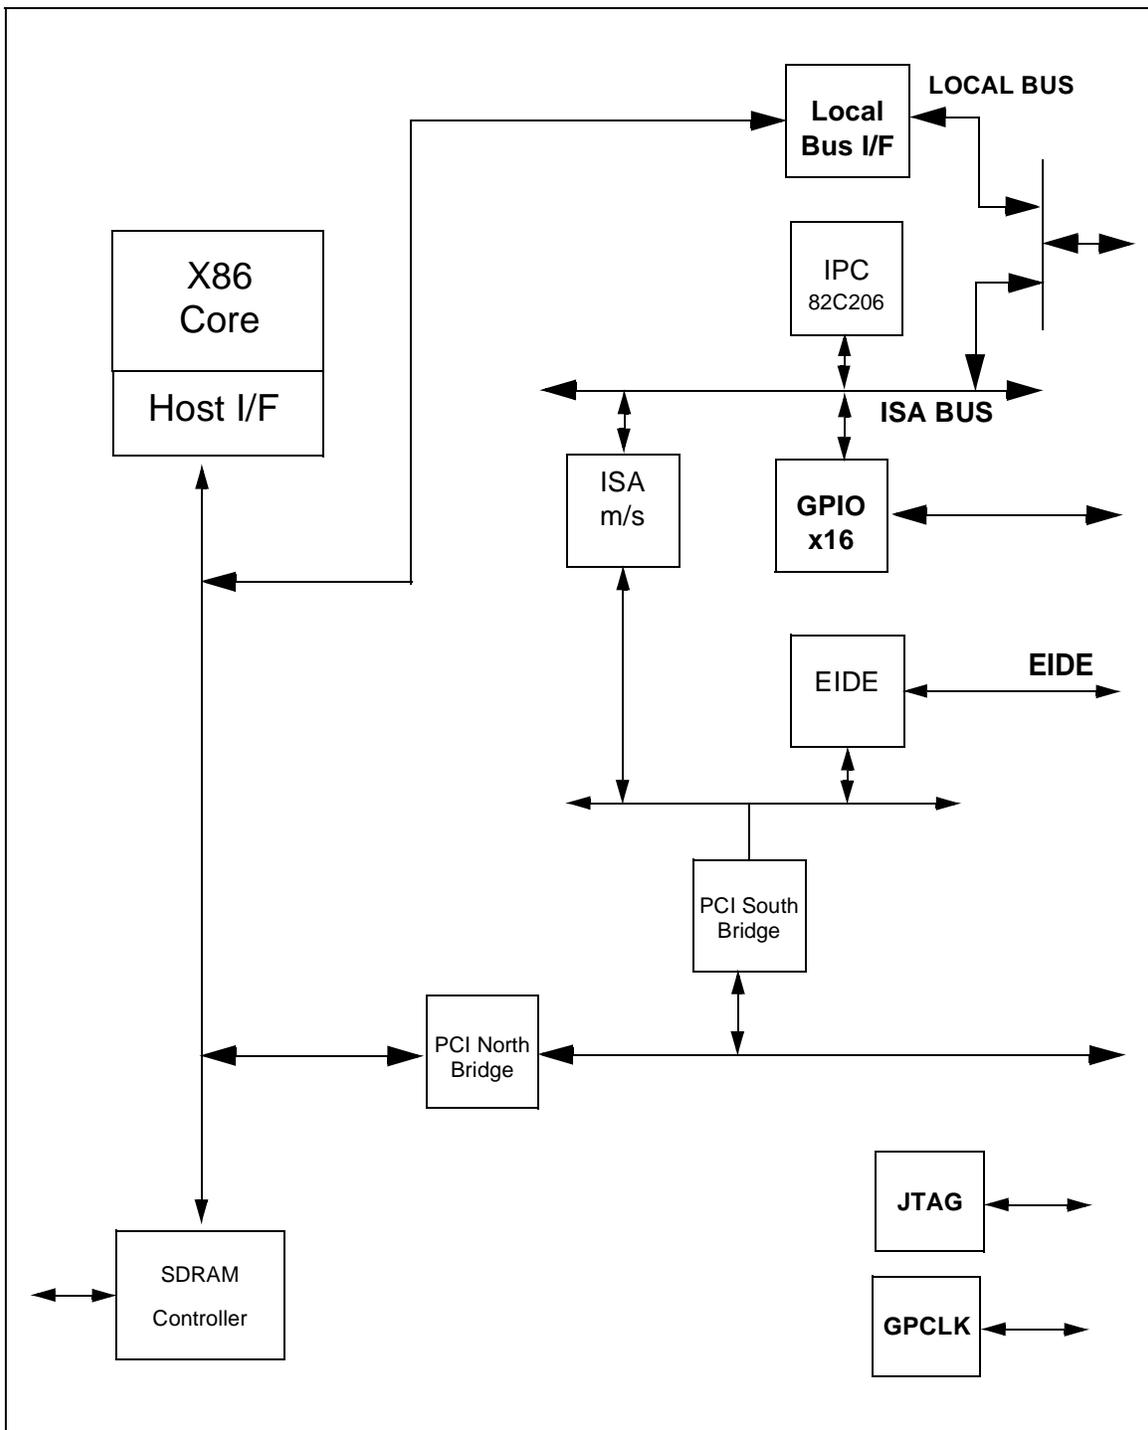 LOCAL BUS
Local
Bus I/F
X86
Core
Host I/F
IPC
82C206
ISA BUS
ISA
m/s
GPIO
x16
EIDE
EIDE
PCI South
Bridge
PCI North
Bridge
JTAG
SDRAM
Controller
GPCLK